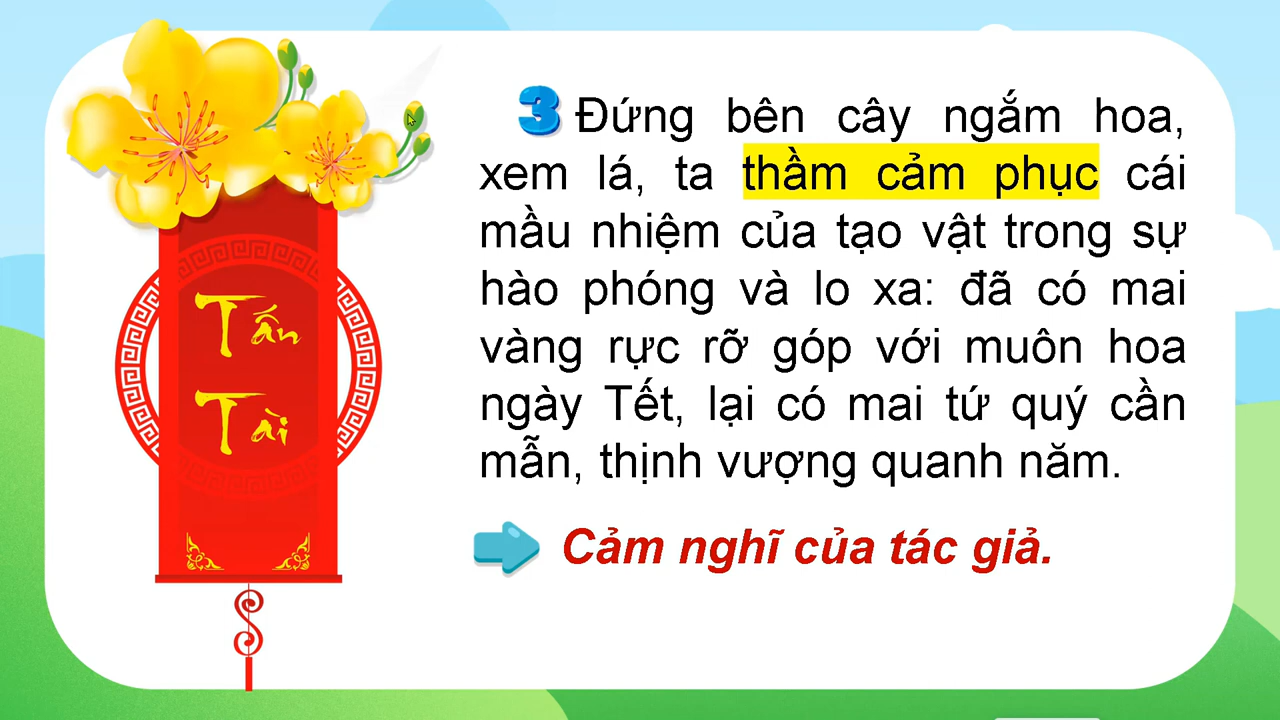 Tấn
Tài
3 Đứng bên cây ngắm hoa,
xem lá, ta thầm cảm phục cái
mầu nhiệm của tạo vật trong sự
hào phóng và lo xa: đã có mai
vàng rực rỡ góp với muôn hoa
ngày Tết, lại có mai tứ quý cần
mẫn, thịnh vượng quanh năm.
Cảm nghĩ của tác giả.